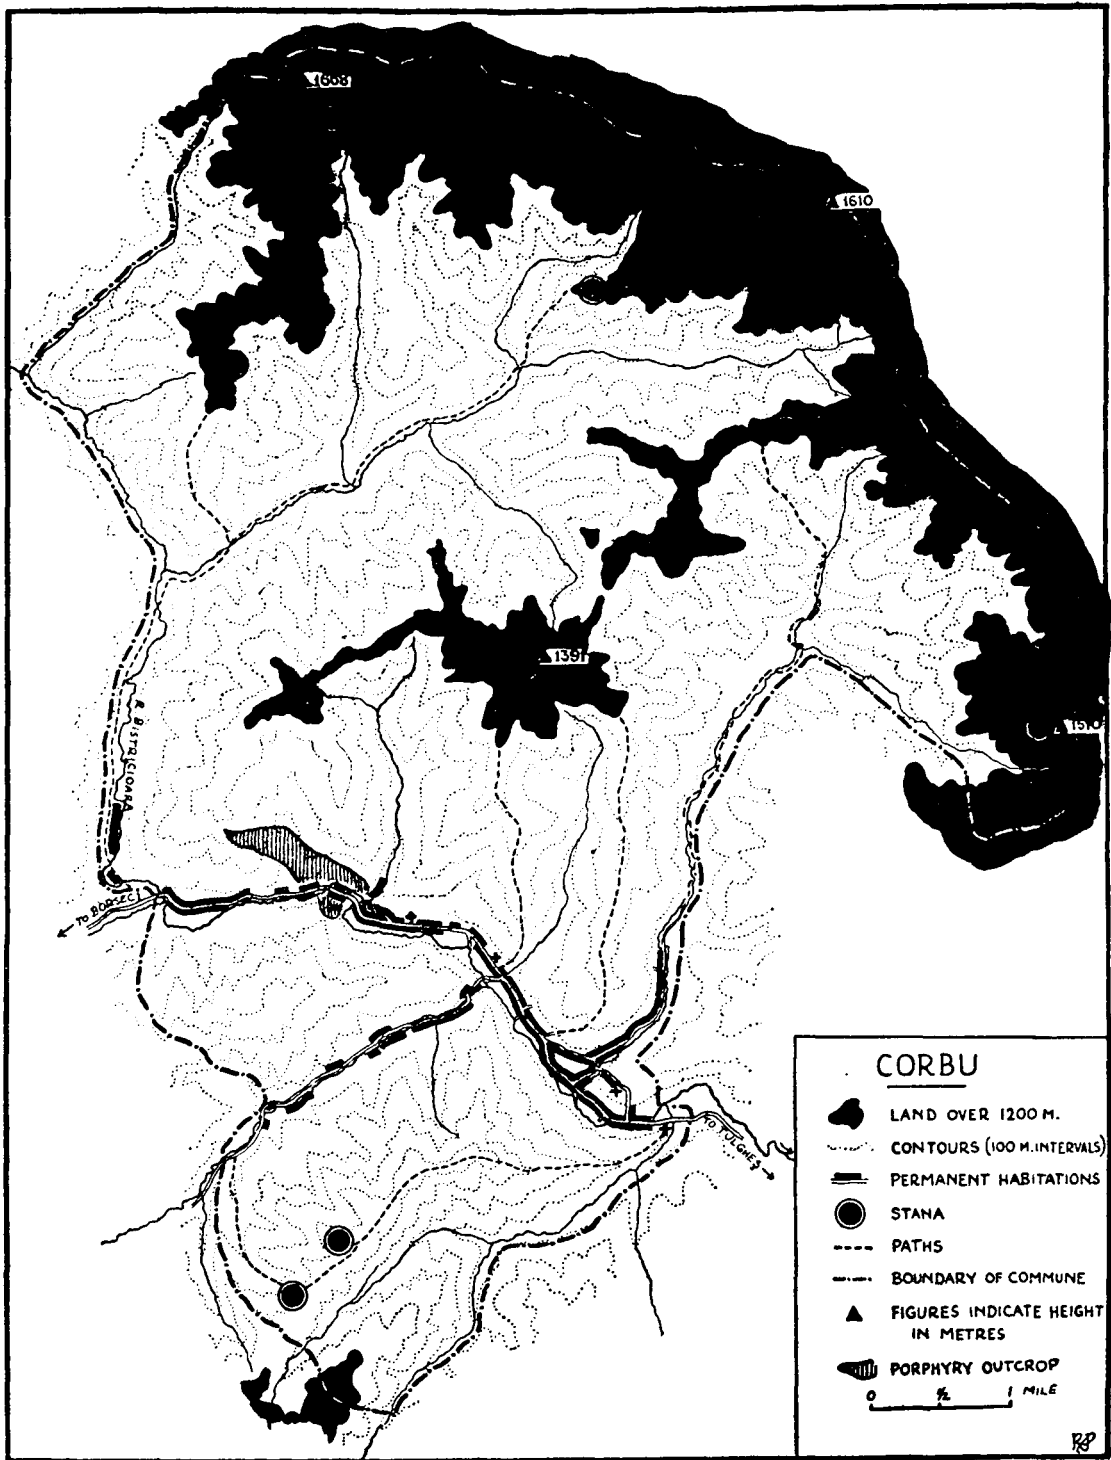 1668
1610
1391
1510
R. BISTRICIOARA
TO BORSEC
TO TULGHES
CORBU
LAND OVER 1200 M.
CONTOURS (100 M. INTERVALS)
PERMANENT HABITATIONS
STANA
PATHS
BOUNDARY OF COMMUNE
FIGURES INDICATE HEIGHT
IN METRES
PORPHYRY OUTCROP
0 ½ 1 MILE